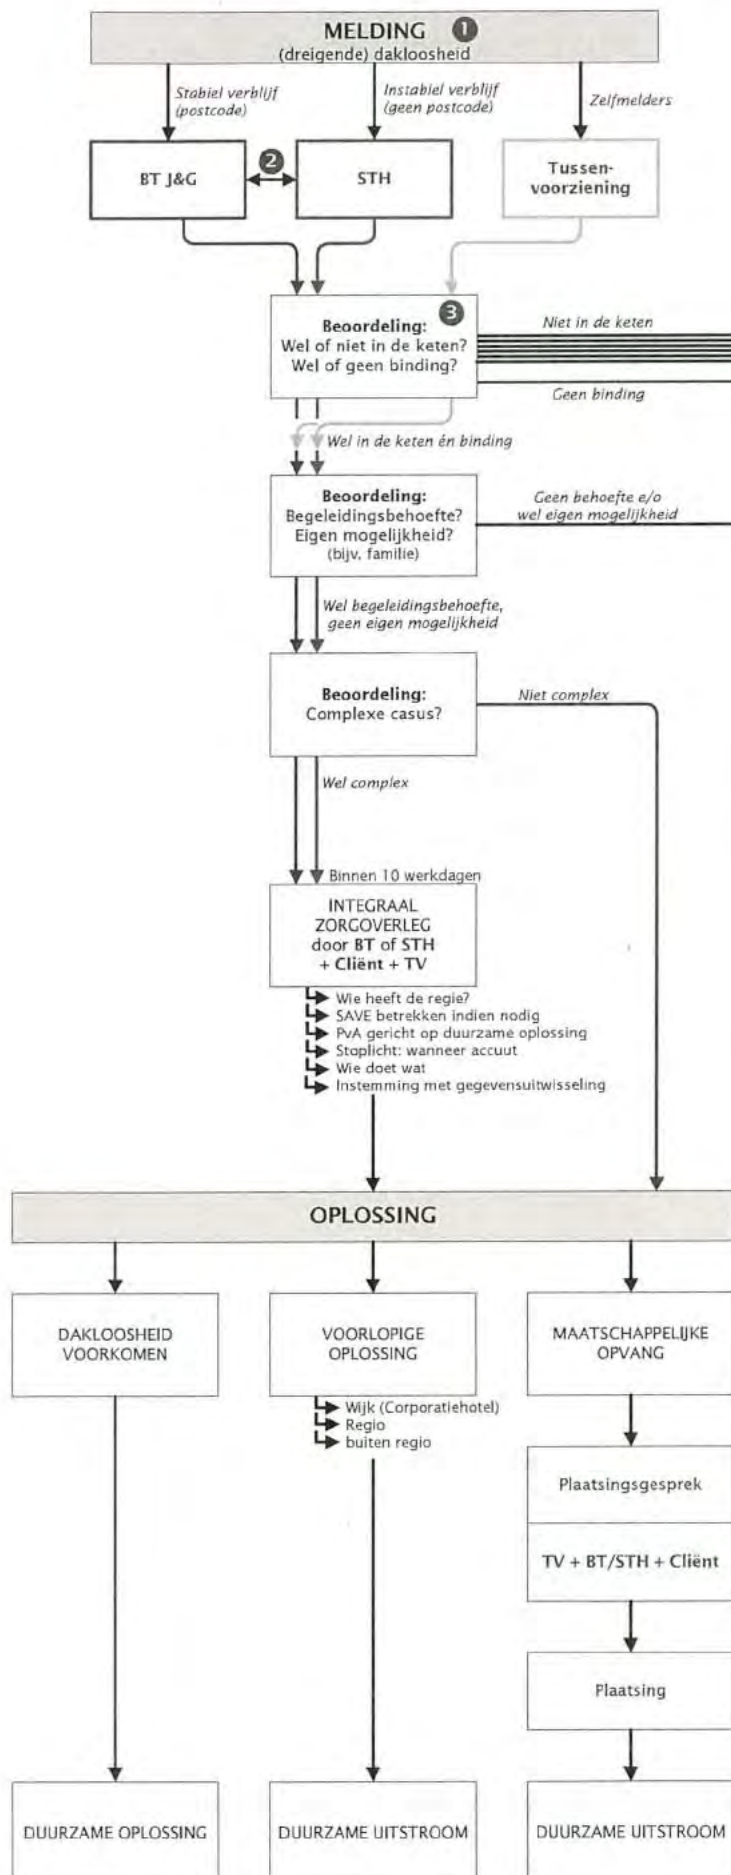 MELDING 1
(dreigende) dakloosheid
Stabiel verblijf
(postcode)
Instabiel verblijf
(geen postcode)
Zelfmelders
BT J&G
2
STH
Tussen-
voorziening
3
Beoordeling:
Wel of niet in de keten?
Wel of geen binding?
Niet in de keten
Geen binding
Wel in de keten én binding
Beoordeling:
Begeleidingsbehoefte?
Eigen mogelijkheid?
(bijv. familie)
Geen behoefte e/o
wel eigen mogelijkheid
Wel begeleidingsbehoefte,
geen eigen mogelijkheid
Beoordeling:
Complexe casus?
Niet complex
Wel complex
Binnen 10 werkdagen
INTEGRAAL
ZORGOVERLEG
door BT of STH
+ Cliënt + TV
Wie heeft de regie?
SAVE betrekken indien nodig
PvA gericht op duurzame oplossing
Stoplicht: wanneer accuut
Wie doet wat
Instemming met gegevensuitwisseling
OPLOSSING
DAKLOOSHEID
VOORKOMEN
VOORLOPIGE
OPLOSSING
MAATSCHAPPELIJKE
OPVANG
Wijk (Corporatiehotel)
Regio
buiten regio
Plaatsingsgesprek
TV + BT/STH + Cliënt
Plaatsing
DUURZAME OPLOSSING
DUURZAME UITSTROOM
DUURZAME UITSTROOM